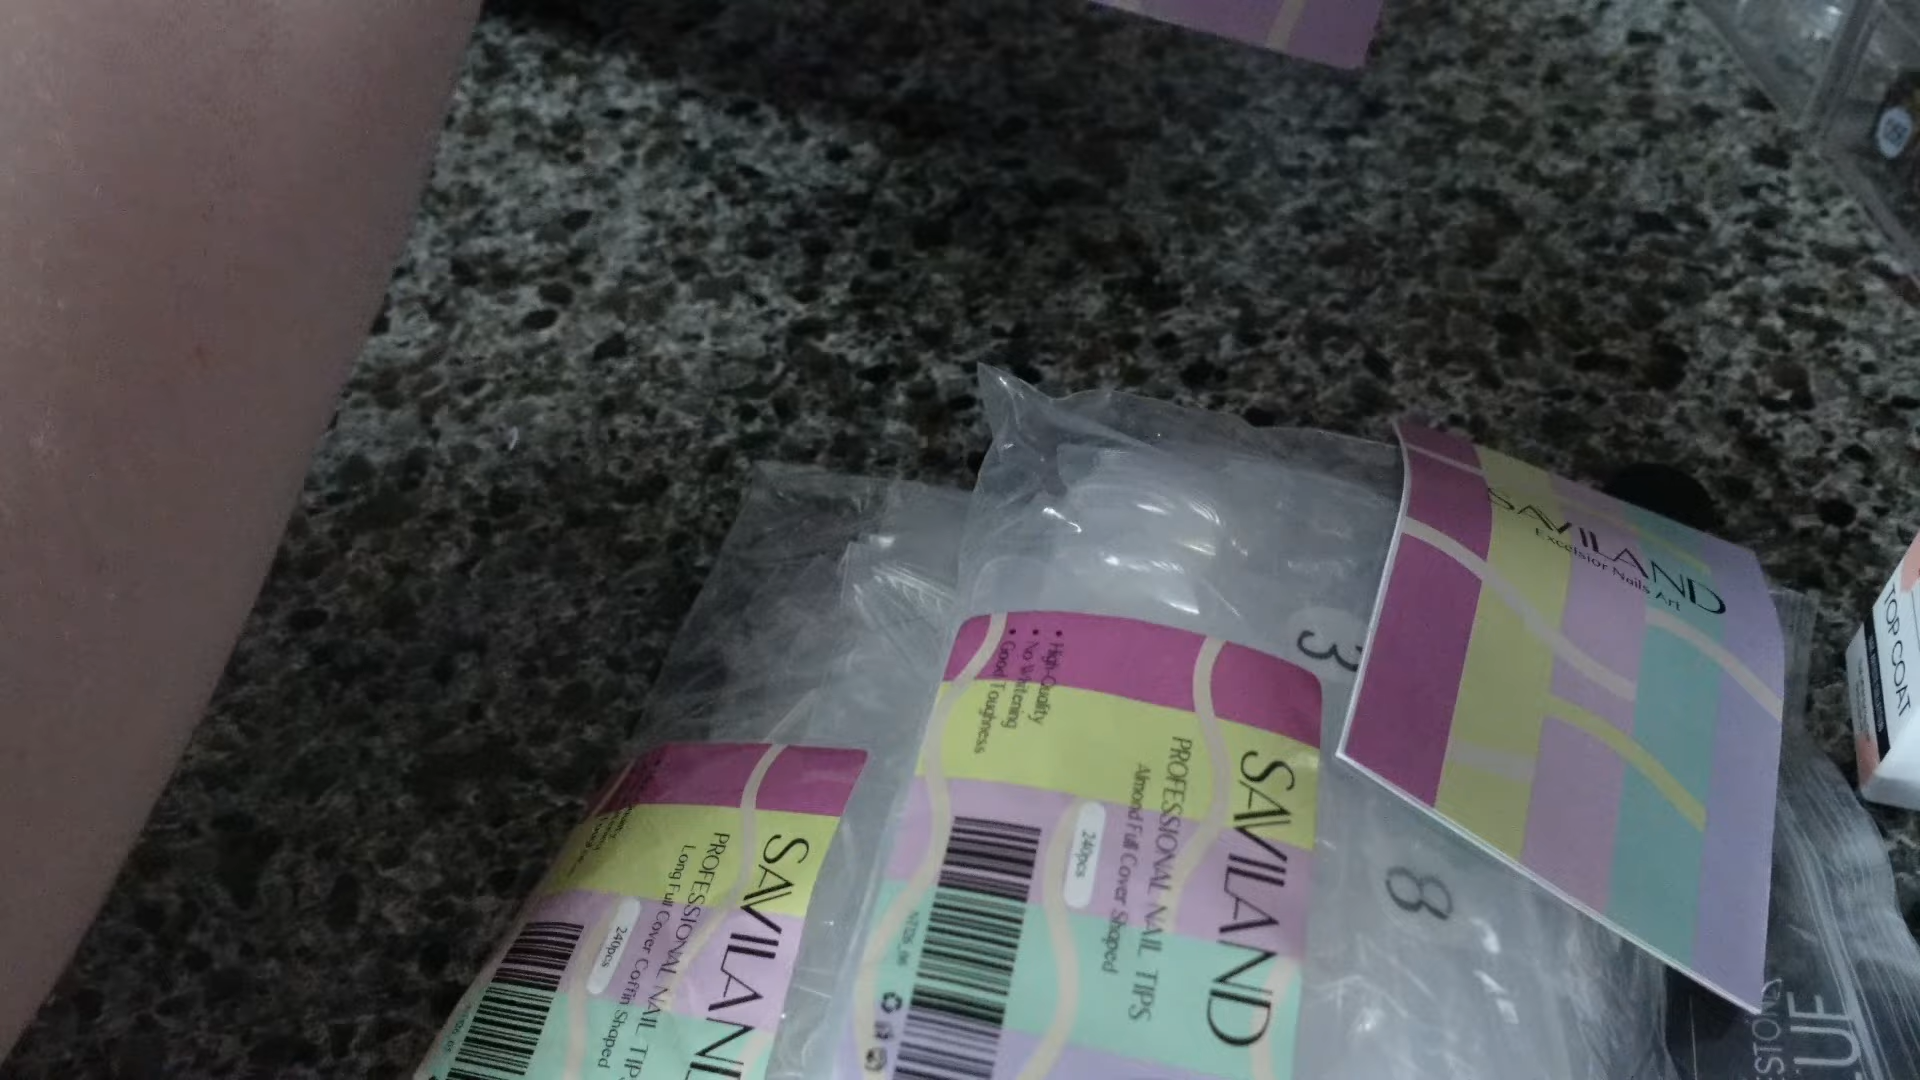 SAVILAND
Excelsior Nails Art
3
8
• High-Quality
• No Whitening
• Good Toughness
SAVILAND
PROFESSIONAL NAIL TIPS
Almond Full Cover Shaped
240pcs
SAVILAND
PROFESSIONAL NAIL TIPS
Long Full Cover Coffin Shaped
240pcs
TOP COAT